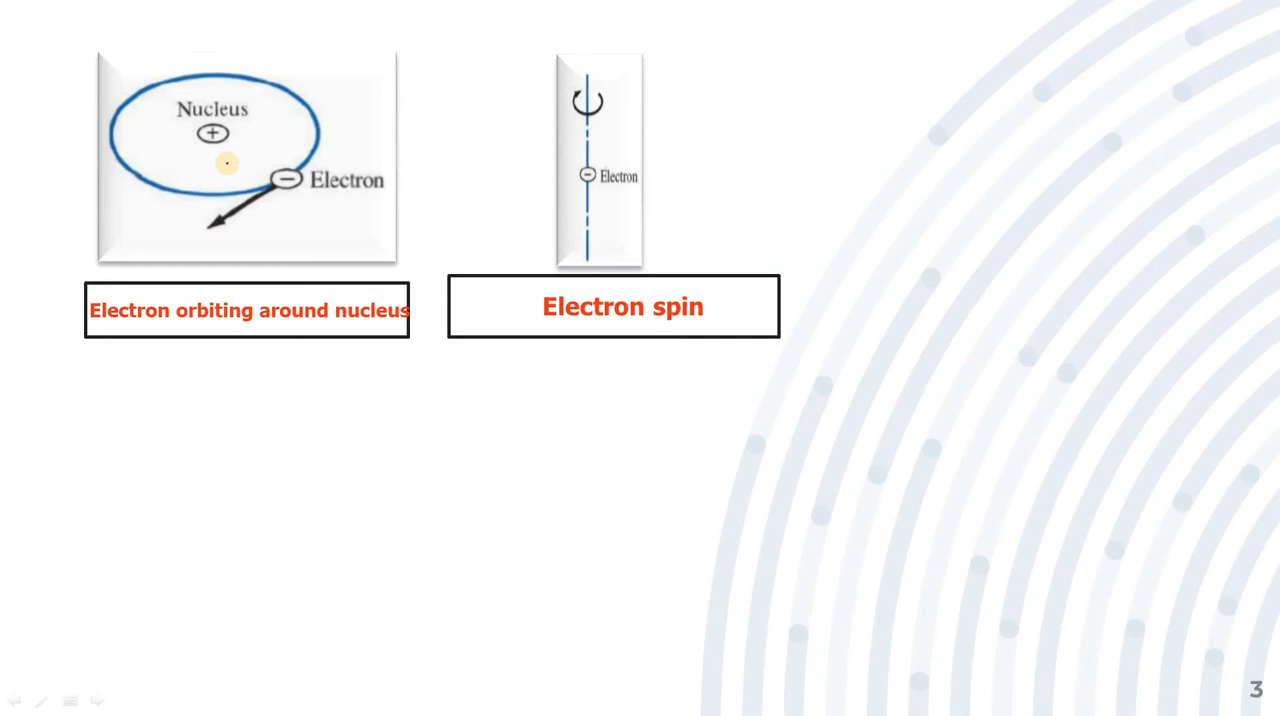 Nucleus
+
−
Electron
Electron orbiting around nucleus
−
Electron
Electron spin
3